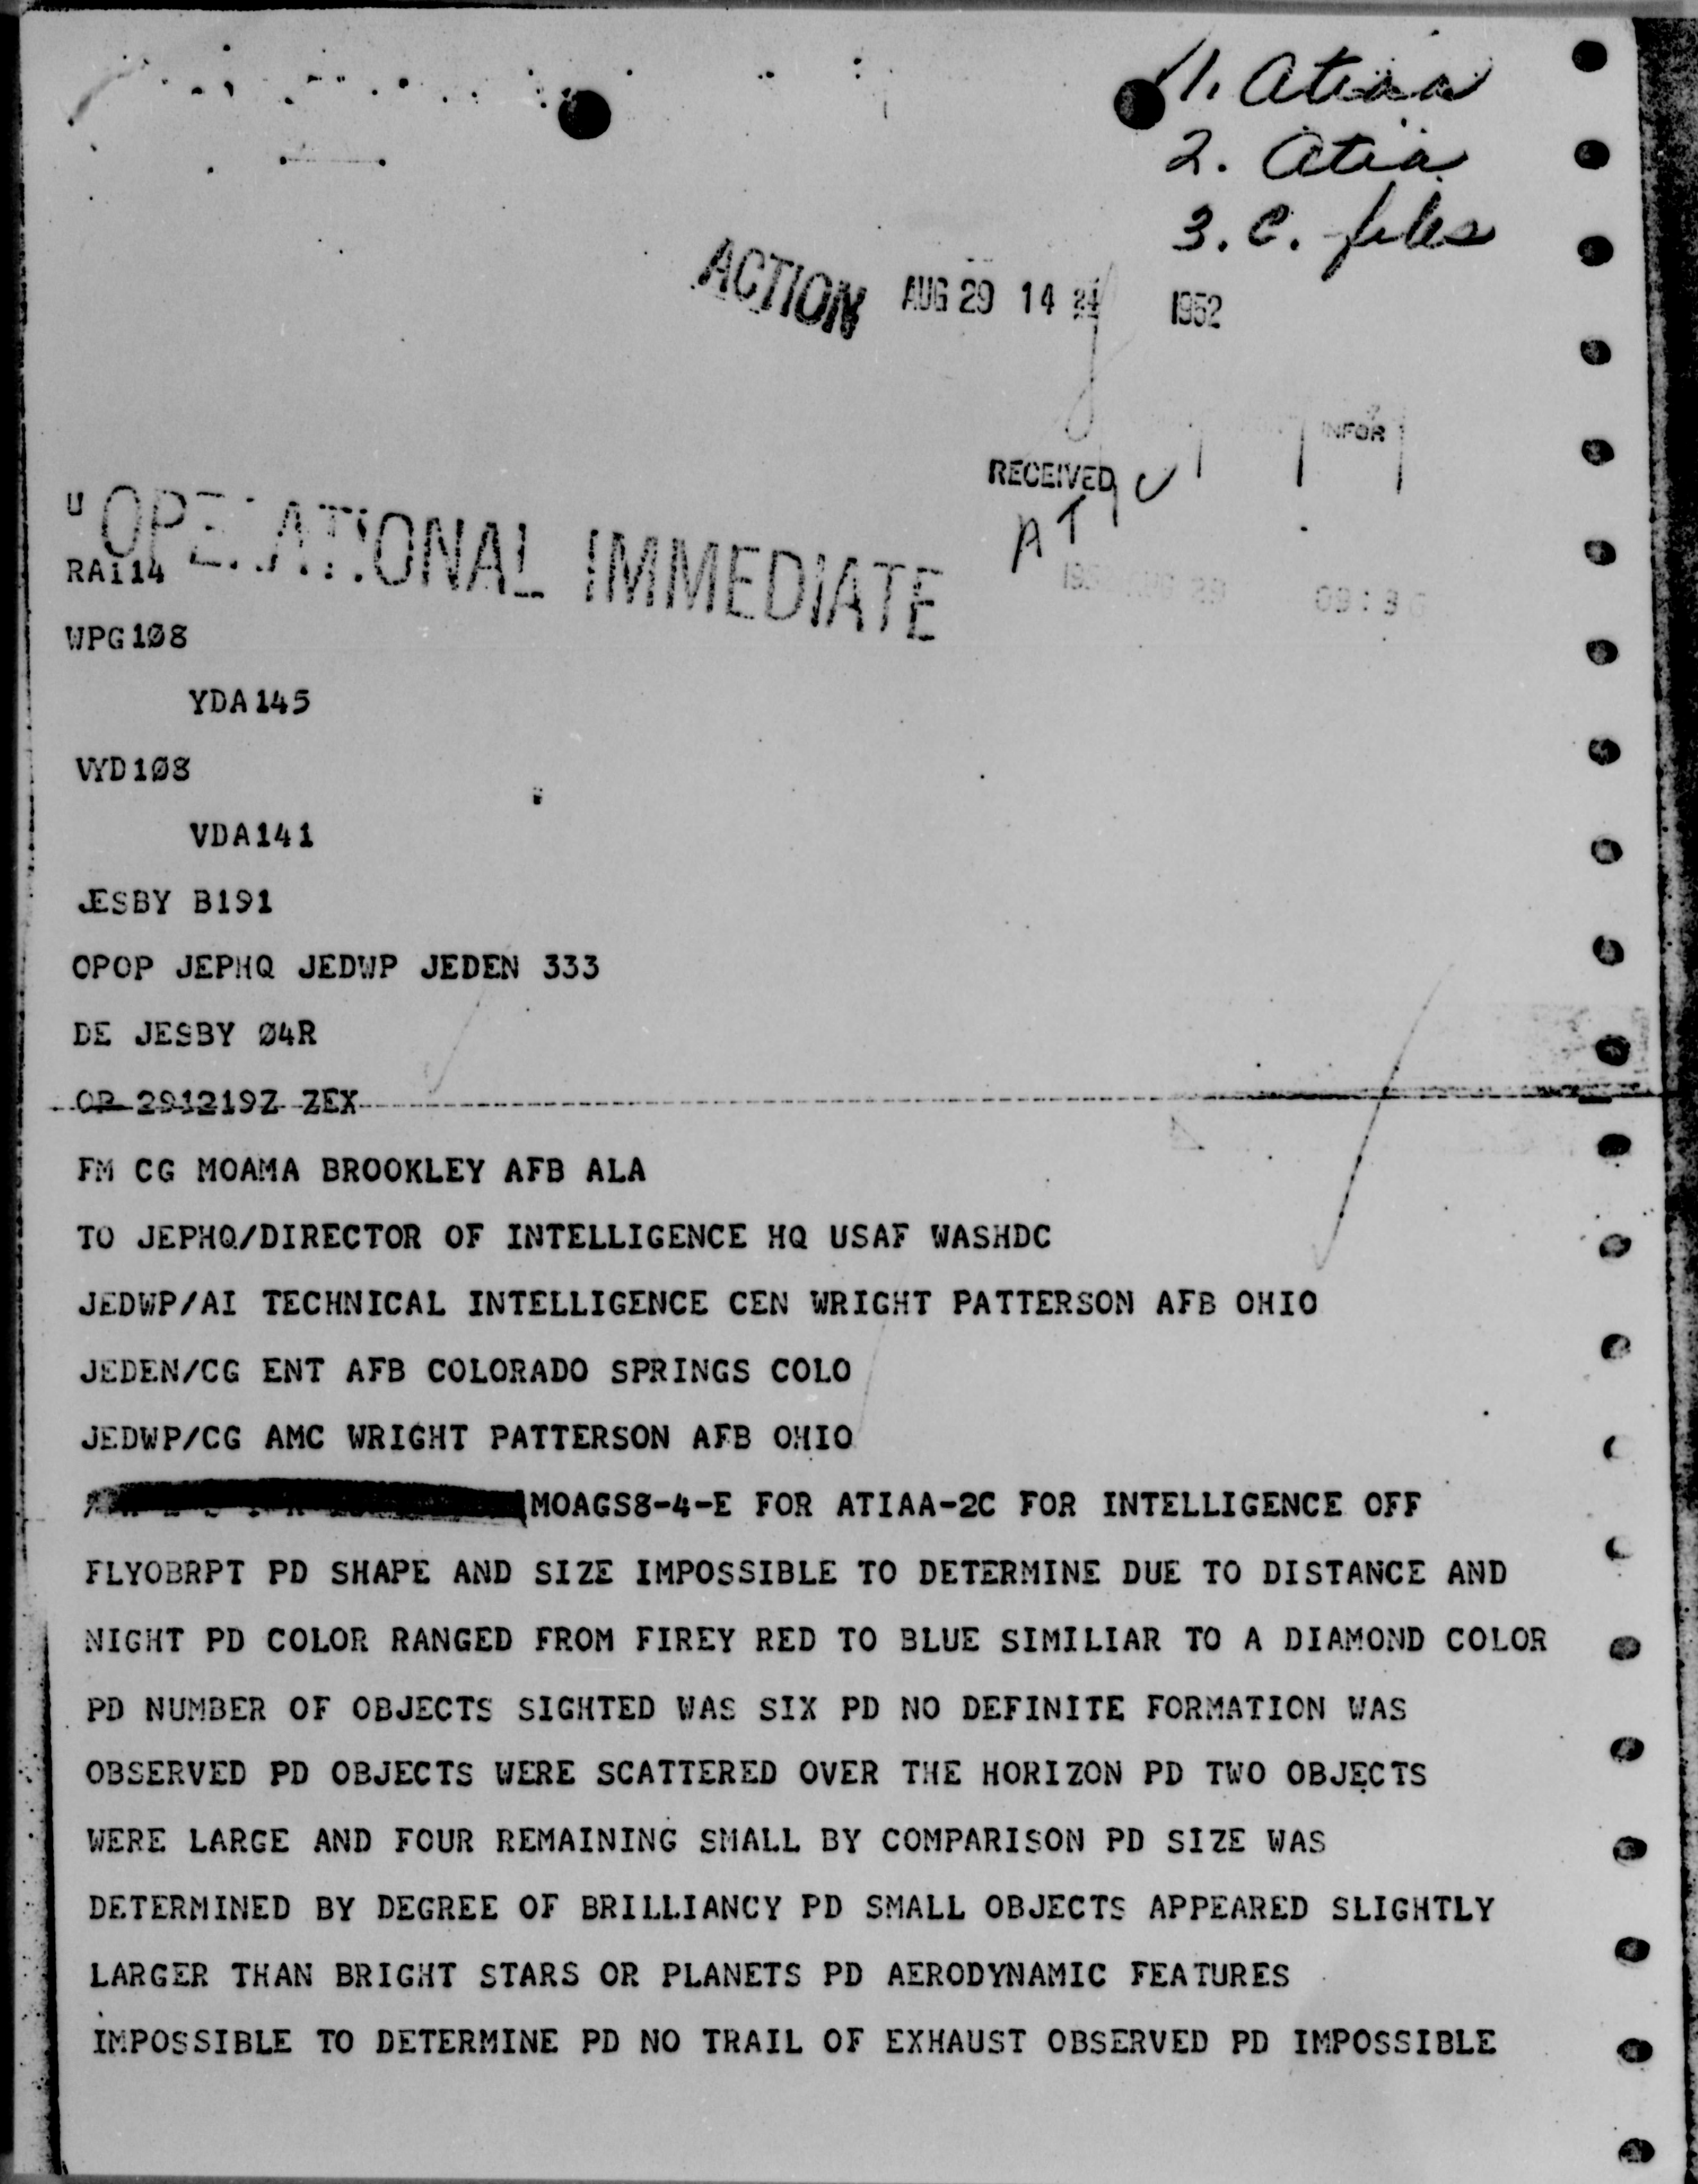 1. Atiaa
2. Atia
3. C. files
ACTION AUG 29 14 24 1952
INFOR
RECEIVED
AT
09:30
U
OPERATIONAL IMMEDIATE
RA114
WPG108
YDA145
VYD108
VDA141
JESBY B191
OPOP JEPHQ JEDWP JEDEN 333
DE JESBY 04R
OP 291219Z ZEX
FM CG MOAMA BROOKLEY AFB ALA
TO JEPHQ/DIRECTOR OF INTELLIGENCE HQ USAF WASHDC
JEDWP/AI TECHNICAL INTELLIGENCE CEN WRIGHT PATTERSON AFB OHIO
JEDEN/CG ENT AFB COLORADO SPRINGS COLO
JEDWP/CG AMC WRIGHT PATTERSON AFB OHIO
MOAGS8-4-E FOR ATIAA-2C FOR INTELLIGENCE OFF
FLYOBRPT PD SHAPE AND SIZE IMPOSSIBLE TO DETERMINE DUE TO DISTANCE AND
NIGHT PD COLOR RANGED FROM FIREY RED TO BLUE SIMILIAR TO A DIAMOND COLOR
PD NUMBER OF OBJECTS SIGHTED WAS SIX PD NO DEFINITE FORMATION WAS
OBSERVED PD OBJECTS WERE SCATTERED OVER THE HORIZON PD TWO OBJECTS
WERE LARGE AND FOUR REMAINING SMALL BY COMPARISON PD SIZE WAS
DETERMINED BY DEGREE OF BRILLIANCY PD SMALL OBJECTS APPEARED SLIGHTLY
LARGER THAN BRIGHT STARS OR PLANETS PD AERODYNAMIC FEATURES
IMPOSSIBLE TO DETERMINE PD NO TRAIL OF EXHAUST OBSERVED PD IMPOSSIBLE